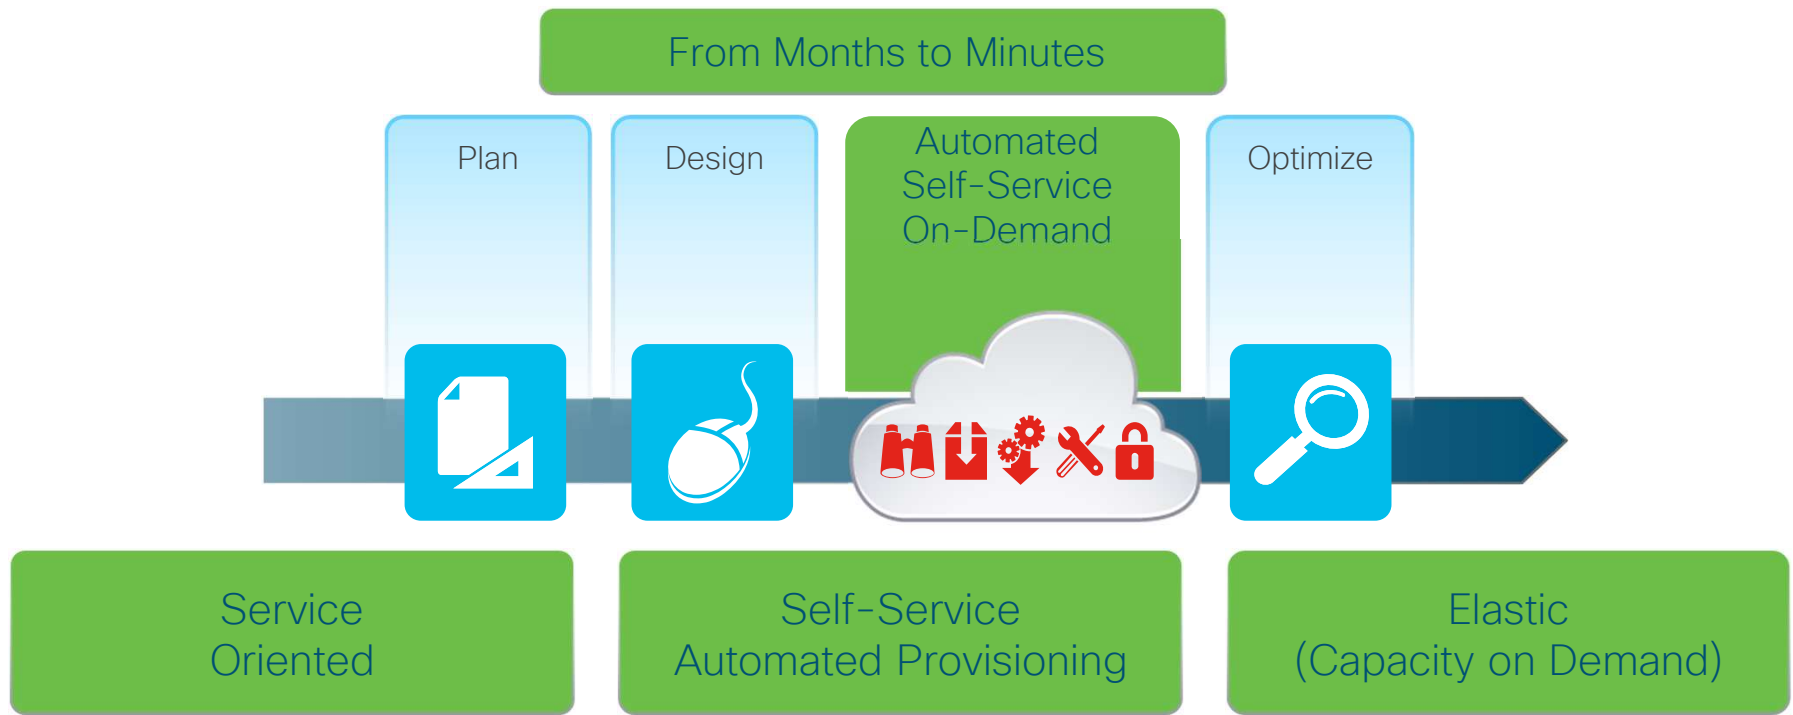 From Months to Minutes
Plan
Design
Automated
Self-Service
On-Demand
Optimize
Service
Oriented
Self-Service
Automated Provisioning
Elastic
(Capacity on Demand)